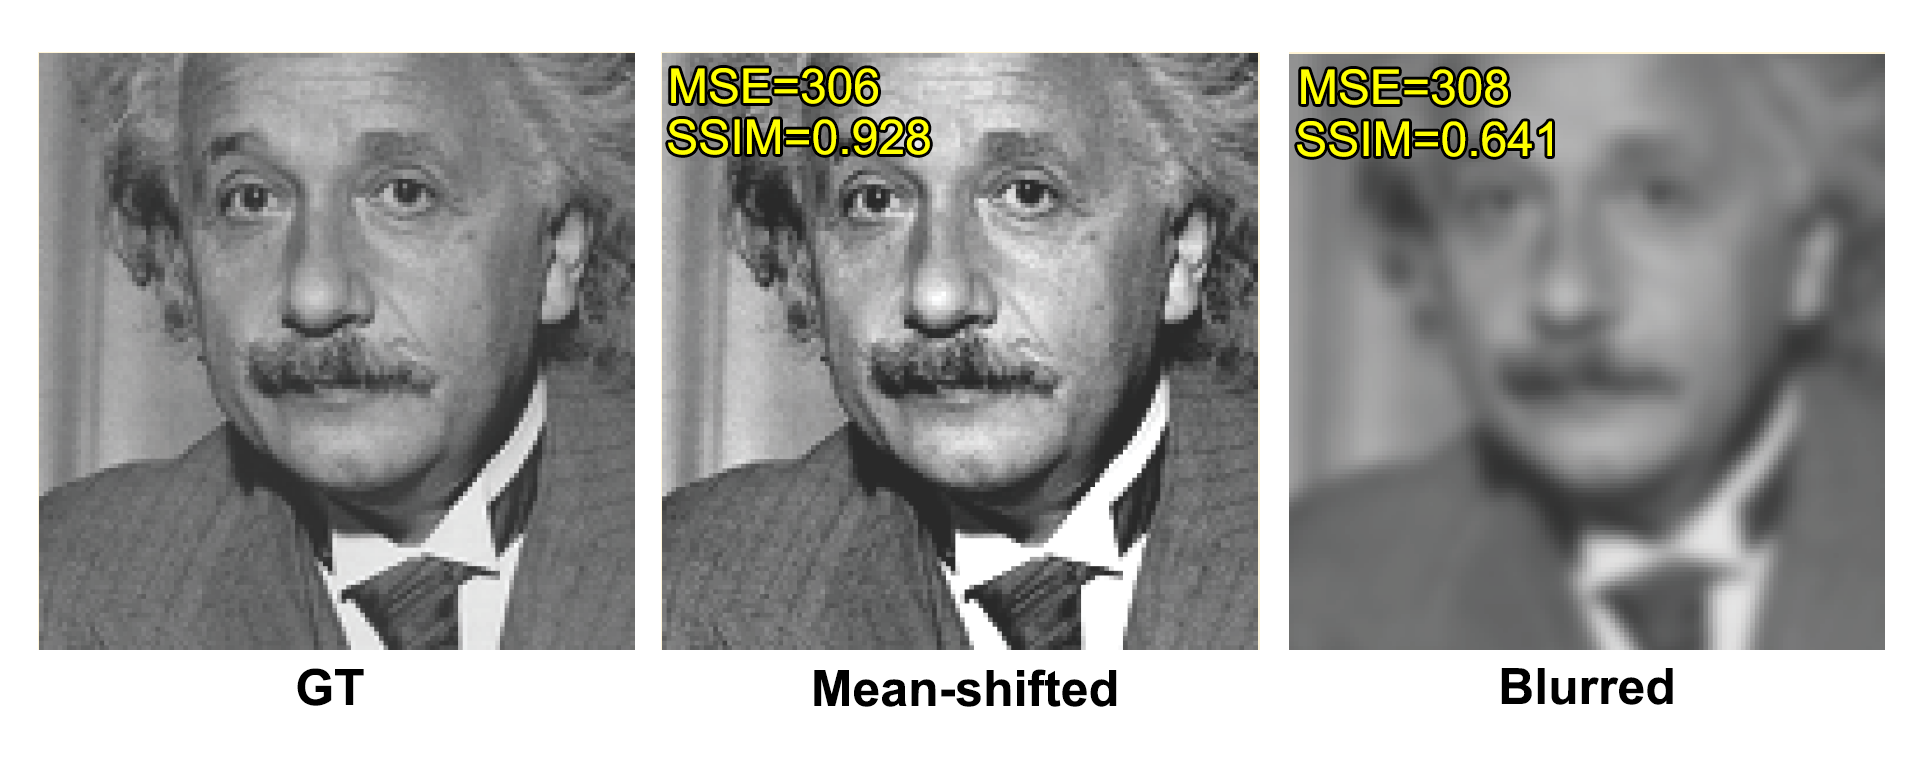 MSE=306
SSIM=0.928
MSE=308
SSIM=0.641
GT
Mean-shifted
Blurred